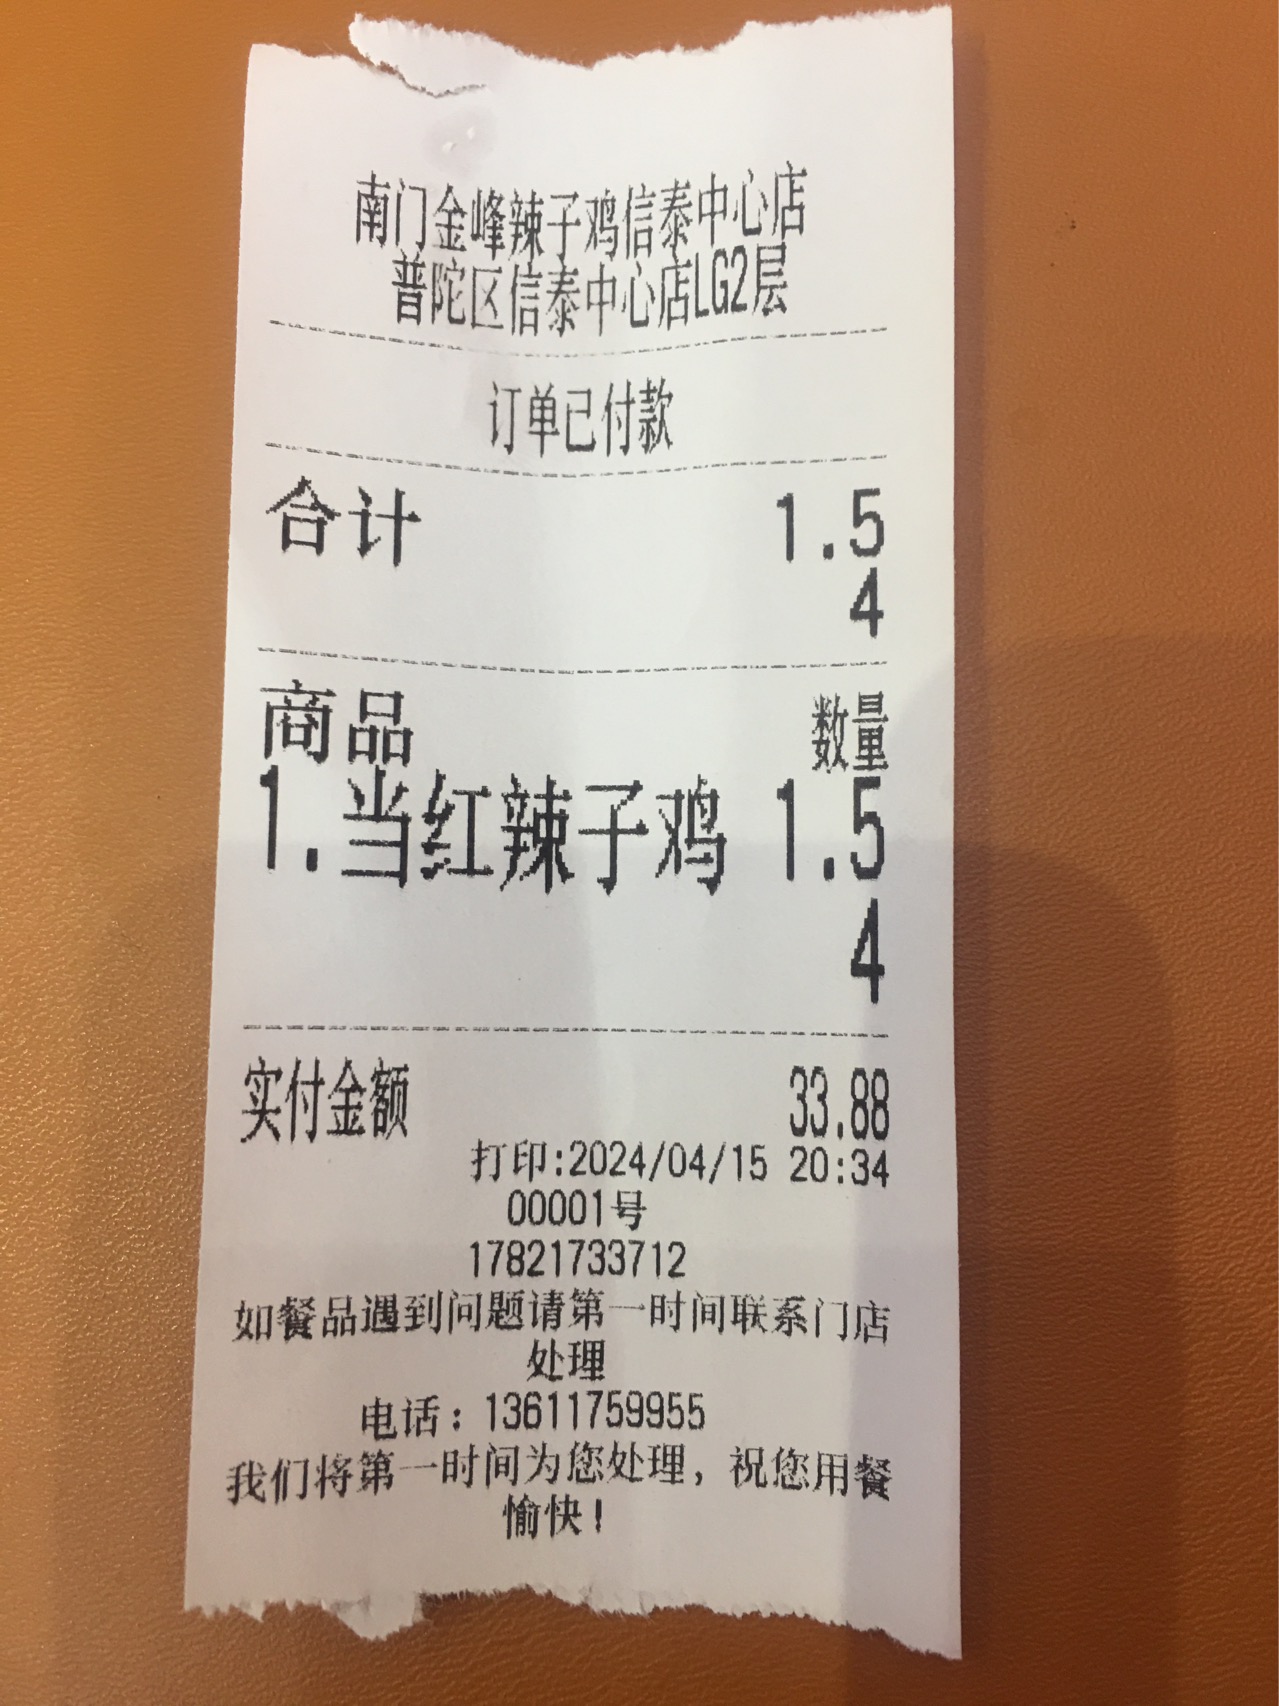 南门金峰辣子鸡信泰中心店
普陀区信泰中心店LG2层
订单已付款
合计 1.5
4
商品 数量
1.当红辣子鸡 1.5
4
实付金额 33.88
打印:2024/04/15 20:34
00001号
17821733712
如餐品遇到问题请第一时间联系门店
处理
电话：13611759955
我们将第一时间为您处理，祝您用餐
愉快!